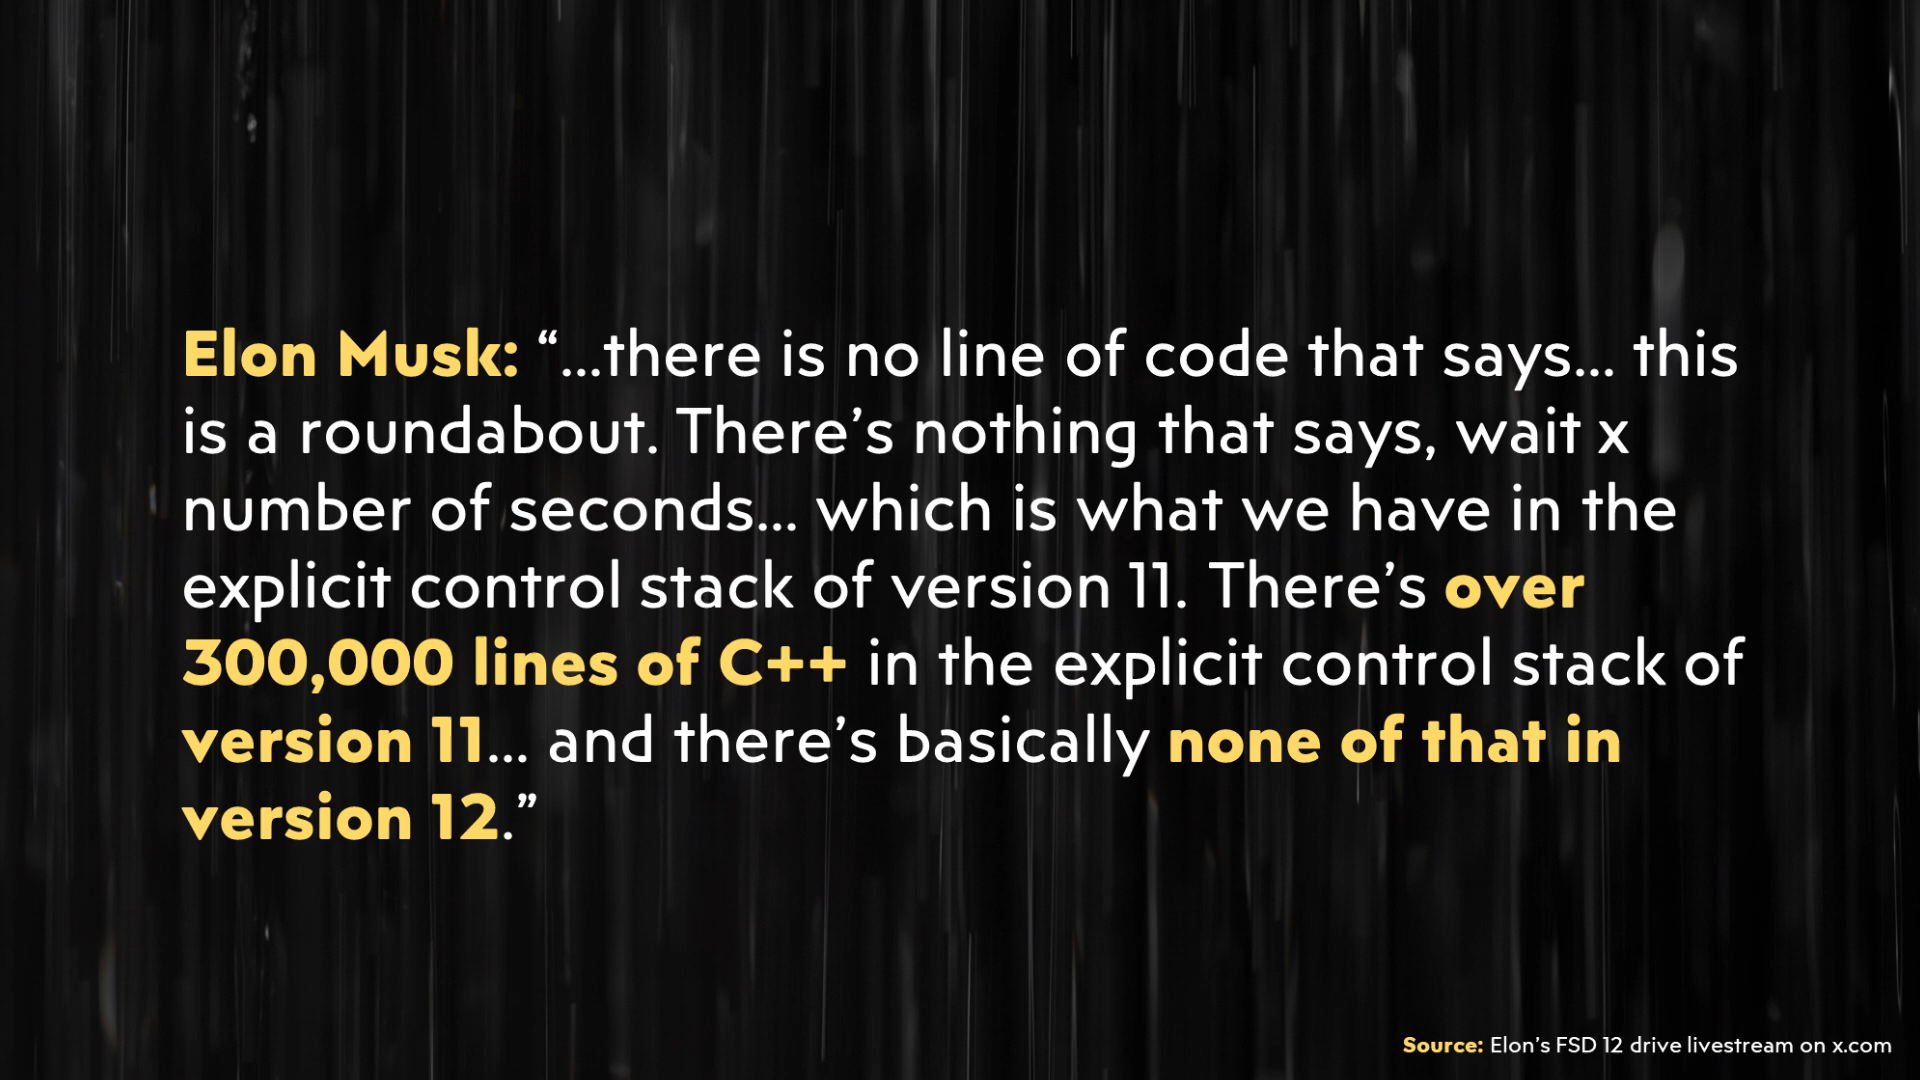 Elon Musk: “...there is no line of code that says... this
is a roundabout. There’s nothing that says, wait x
number of seconds... which is what we have in the
explicit control stack of version 11. There’s over
300,000 lines of C++ in the explicit control stack of
version 11... and there’s basically none of that in
version 12.”
Source: Elon’s FSD 12 drive livestream on x.com